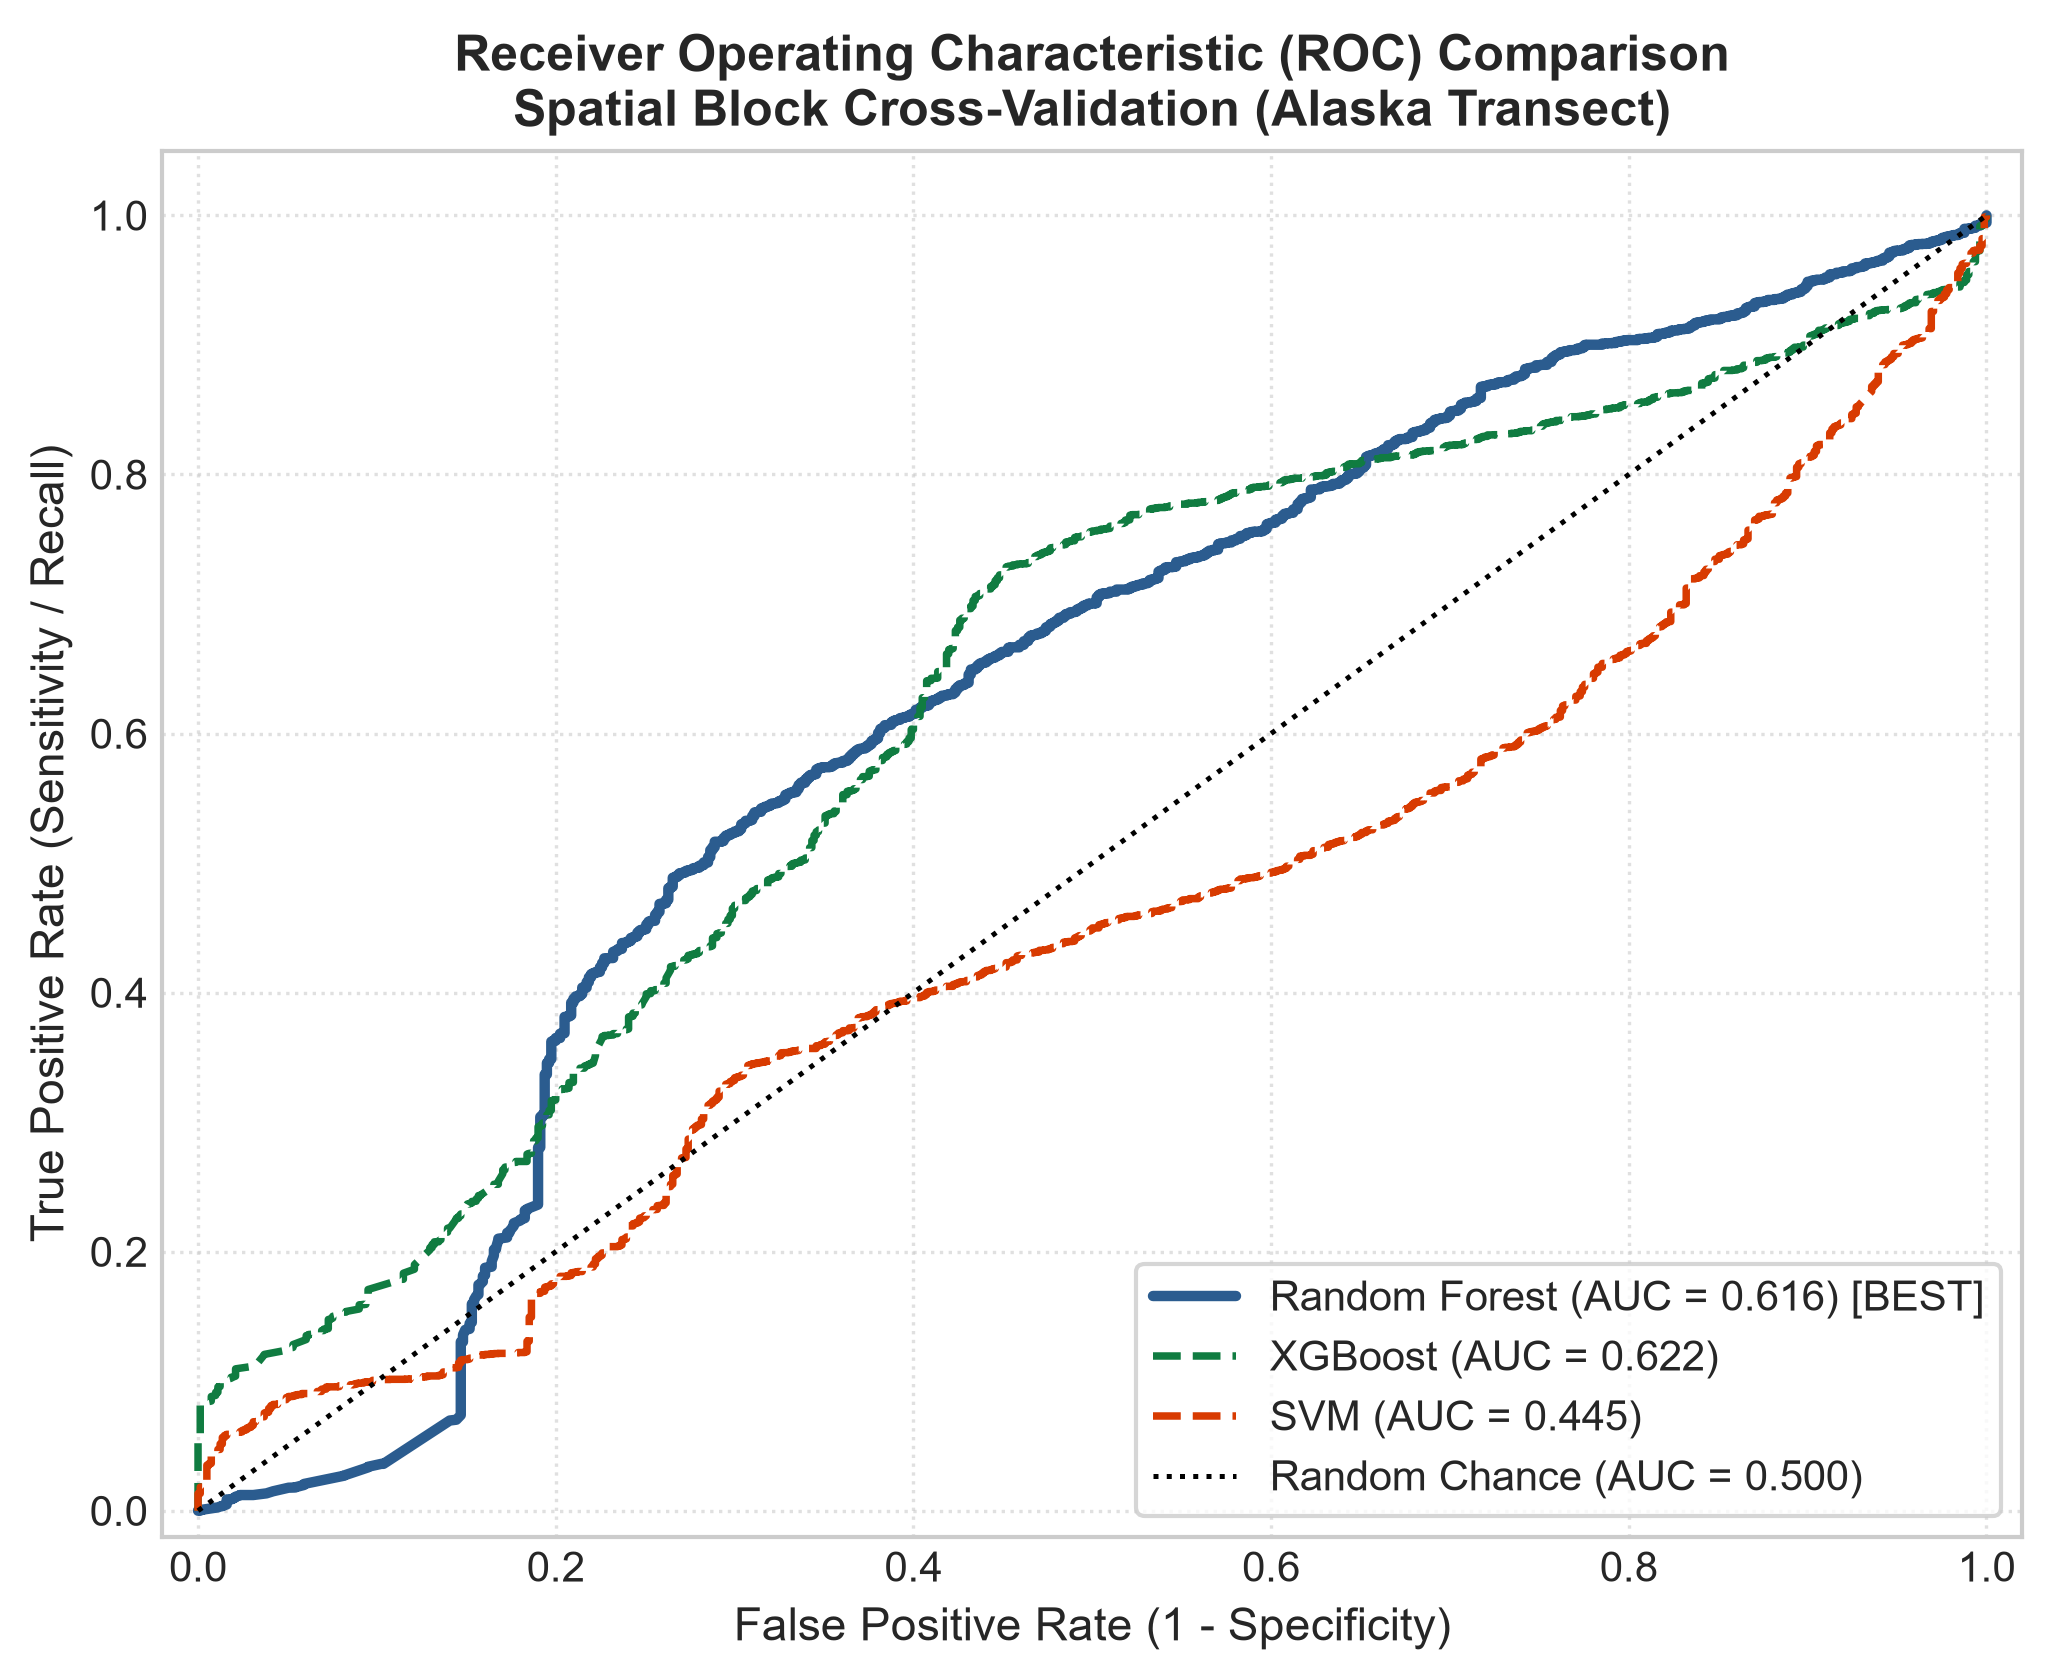 Receiver Operating Characteristic (ROC) Comparison
Spatial Block Cross-Validation (Alaska Transect)
True Positive Rate (Sensitivity / Recall)
1.0
0.8
0.6
0.4
0.2
0.0
Random Forest (AUC = 0.616) [BEST]
XGBoost (AUC = 0.622)
SVM (AUC = 0.445)
Random Chance (AUC = 0.500)
0.0 0.2 0.4 0.6 0.8 1.0
False Positive Rate (1 - Specificity)